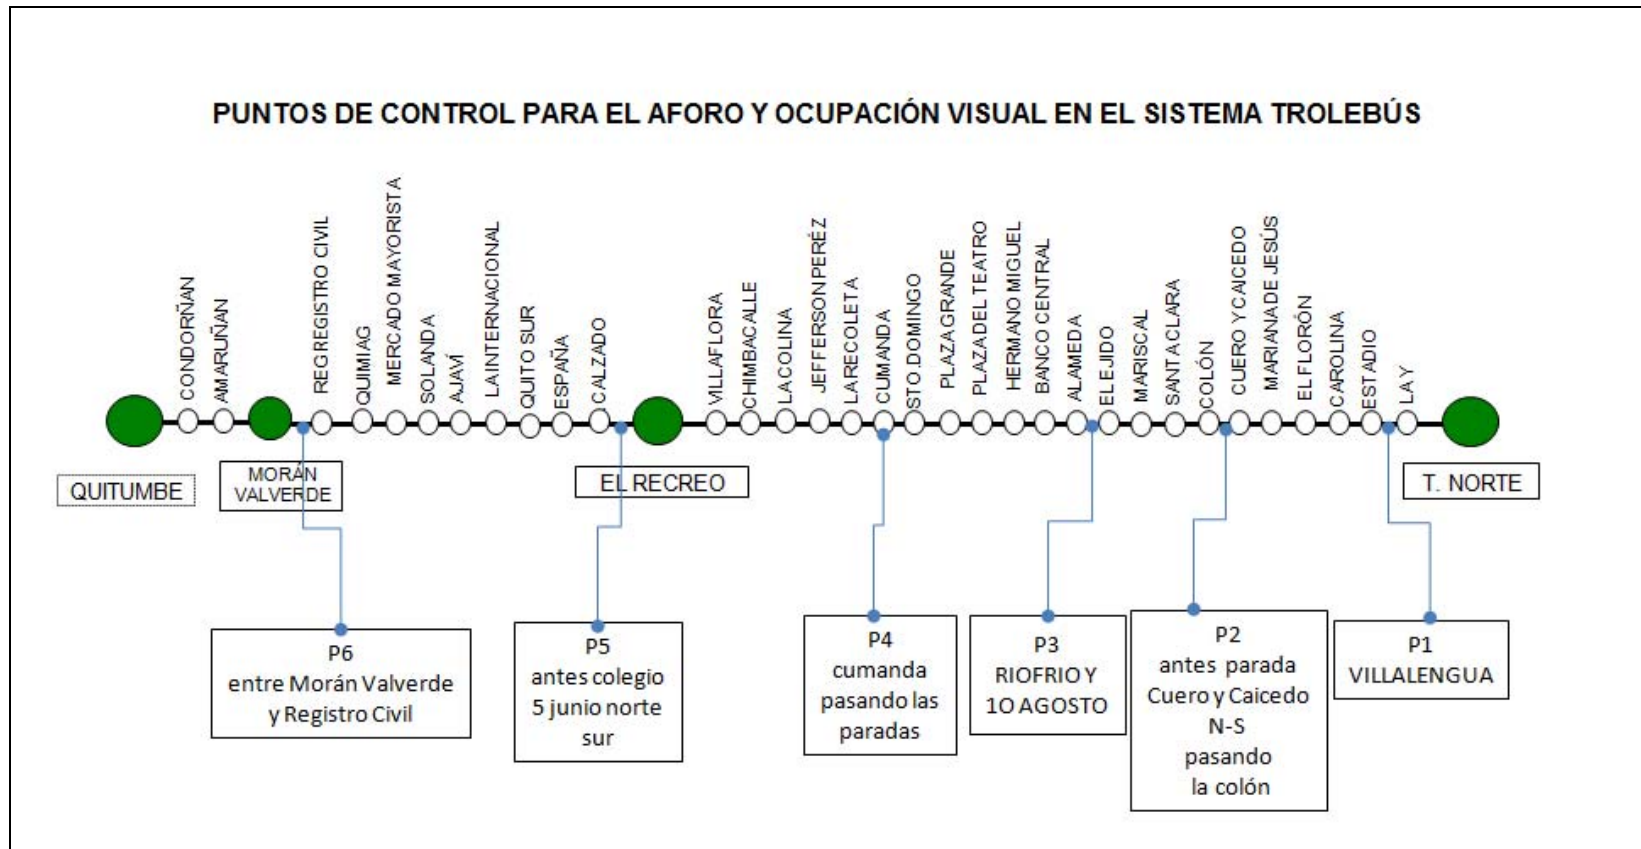 PUNTOS DE CONTROL PARA EL AFORO Y OCUPACIÓN VISUAL EN EL SISTEMA TROLEBÚS
CONDORÑAN
AMARUÑAN
REGREGISTRO CIVIL
QUIMIAG
MERCADO MAYORISTA
SOLANDA
AJAVÍ
LA INTERNACIONAL
QUITO SUR
ESPAÑA
CALZADO
VILLAFLORA
CHIMBACALLE
LA COLINA
JEFFERSON PERÉZ
LA RECOLETA
CUMANDA
STO. DOMINGO
PLAZA GRANDE
PLAZA DEL TEATRO
HERMANO MIGUEL
BANCO CENTRAL
ALAMEDA
EL EJIDO
MARISCAL
SANTA CLARA
COLÓN
CUERO Y CAICEDO
MARIANA DE JESÚS
EL FLORÓN
CAROLINA
ESTADIO
LA Y
QUITUMBE
MORÁN
VALVERDE
EL RECREO
T. NORTE
P6
entre Morán Valverde
y Registro Civil
P5
antes colegio
5 junio norte
sur
P4
cumanda
pasando las
paradas
P3
RIOFRIO Y
1O AGOSTO
P2
antes parada
Cuero y Caicedo
N-S
pasando
la colón
P1
VILLALENGUA